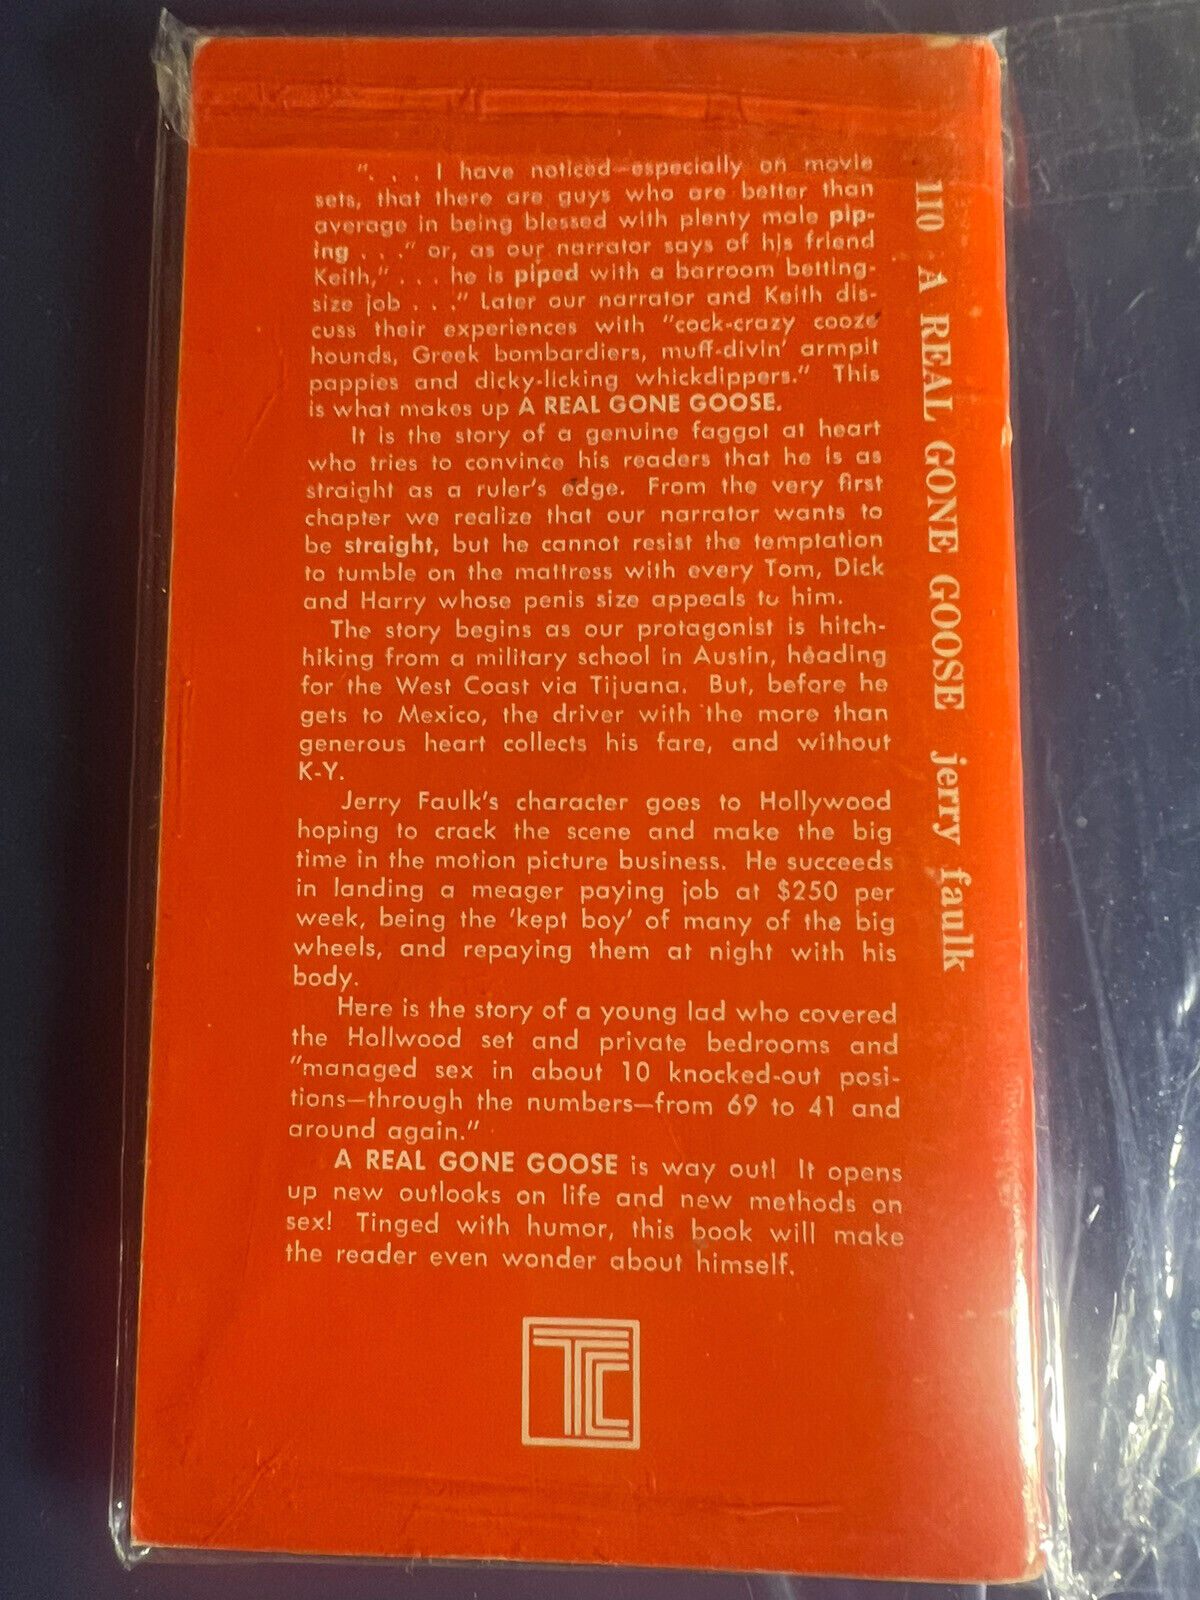 ". . . I have noticed—especially on movie
sets, that there are guys who are better than
average in being blessed with plenty male pip-
ing . . ." or, as our narrator says of his friend
Keith," . . . he is piped with a barroom betting-
size job . . ." Later our narrator and Keith dis-
cuss their experiences with "cock-crazy cooze
hounds, Greek bombardiers, muff-divin' armpit
pappies and dicky-licking whickdippers." This
is what makes up A REAL GONE GOOSE.
It is the story of a genuine faggot at heart
who tries to convince his readers that he is as
straight as a ruler's edge. From the very first
chapter we realize that our narrator wants to
be straight, but he cannot resist the temptation
to tumble on the mattress with every Tom, Dick
and Harry whose penis size appeals to him.
The story begins as our protagonist is hitch-
hiking from a military school in Austin, heading
for the West Coast via Tijuana. But, before he
gets to Mexico, the driver with the more than
generous heart collects his fare, and without
K-Y.
Jerry Faulk's character goes to Hollywood
hoping to crack the scene and make the big
time in the motion picture business. He succeeds
in landing a meager paying job at $250 per
week, being the 'kept boy' of many of the big
wheels, and repaying them at night with his
body.
Here is the story of a young lad who covered
the Hollwood set and private bedrooms and
"managed sex in about 10 knocked-out posi-
tions—through the numbers—from 69 to 41 and
around again."
A REAL GONE GOOSE is way out! It opens
up new outlooks on life and new methods on
sex! Tinged with humor, this book will make
the reader even wonder about himself.
TC
110 A REAL GONE GOOSE jerry faulk